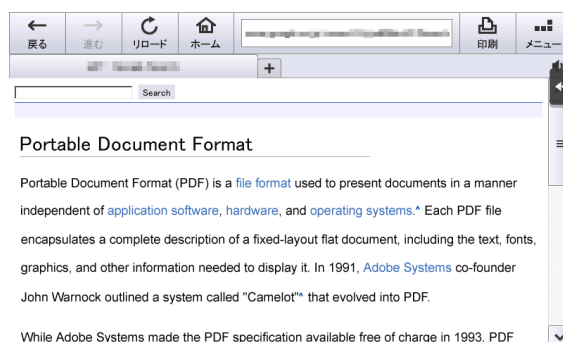 戻る 進む リロード ホーム 印刷 メニュー
+
Search
Portable Document Format
Portable Document Format (PDF) is a file format used to present documents in a manner
independent of application software, hardware, and operating systems.^ Each PDF file
encapsulates a complete description of a fixed-layout flat document, including the text, fonts,
graphics, and other information needed to display it. In 1991, Adobe Systems co-founder
John Warnock outlined a system called "Camelot"^ that evolved into PDF.
While Adobe Systems made the PDF specification available free of charge in 1993, PDF